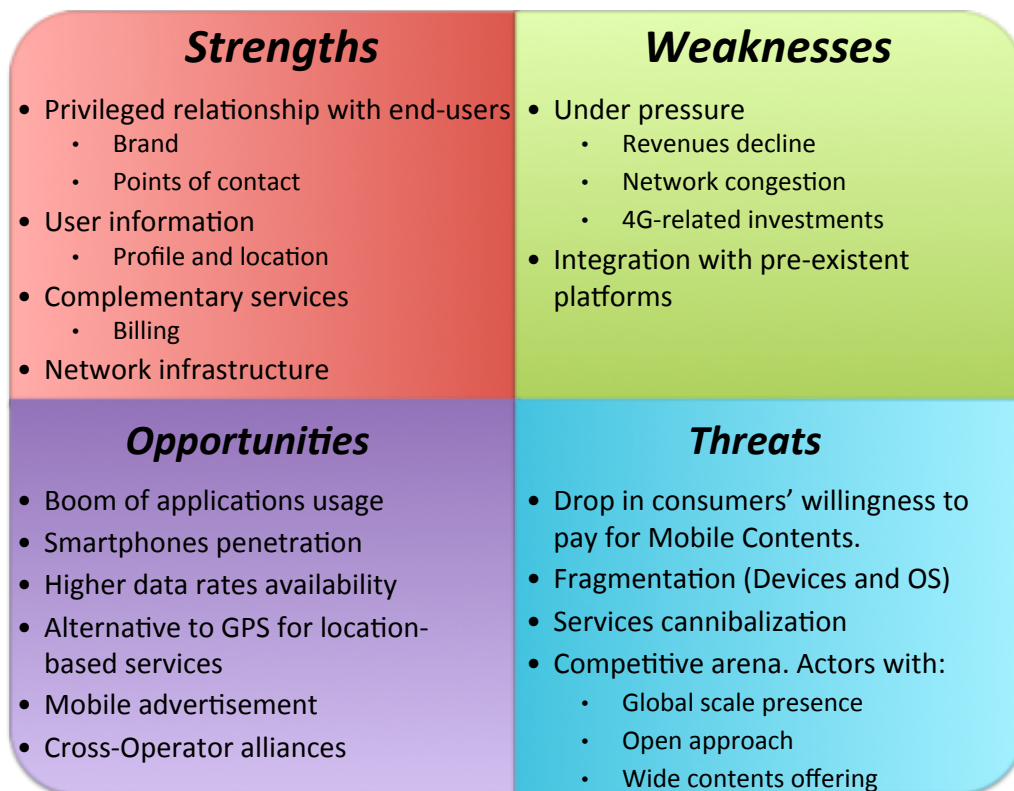 Strengths
• Privileged relationship with end-users
• Brand
• Points of contact
• User information
• Profile and location
• Complementary services
• Billing
• Network infrastructure
Weaknesses
• Under pressure
• Revenues decline
• Network congestion
• 4G-related investments
• Integration with pre-existent
platforms
Opportunities
• Boom of applications usage
• Smartphones penetration
• Higher data rates availability
• Alternative to GPS for location-
based services
• Mobile advertisement
• Cross-Operator alliances
Threats
• Drop in consumers’ willingness to
pay for Mobile Contents.
• Fragmentation (Devices and OS)
• Services cannibalization
• Competitive arena. Actors with:
• Global scale presence
• Open approach
• Wide contents offering